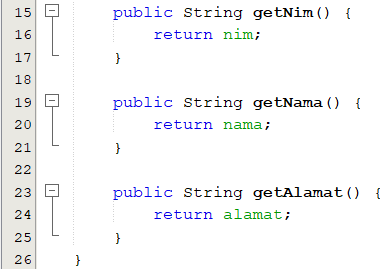 15 public String getNim() {
16 return nim;
17 }
18
19 public String getNama() {
20 return nama;
21 }
22
23 public String getAlamat() {
24 return alamat;
25 }
26 }